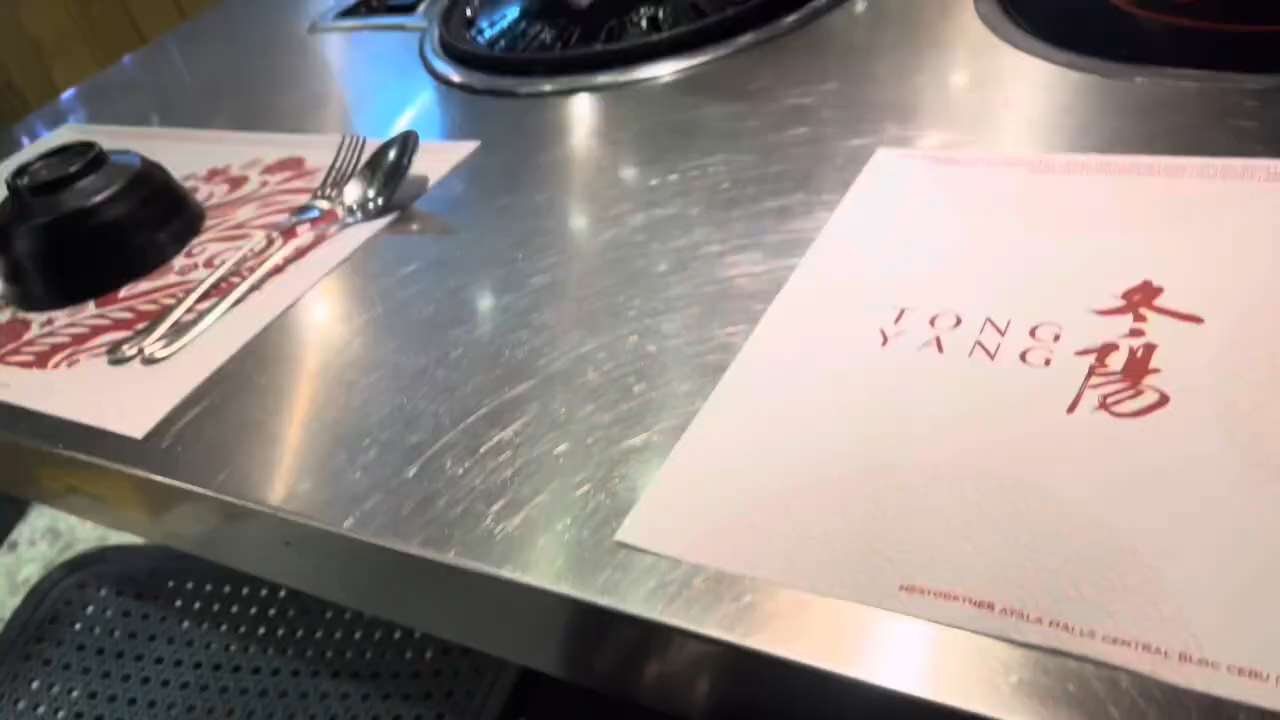 TONG
YANG
冬
陽
AYALA MALLS CENTRAL BLOC CEBU